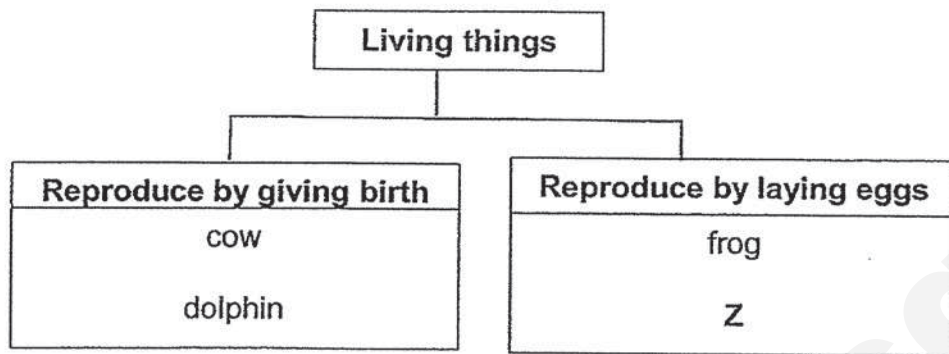 Living things
Reproduce by giving birth
cow
dolphin
Reproduce by laying eggs
frog
Z